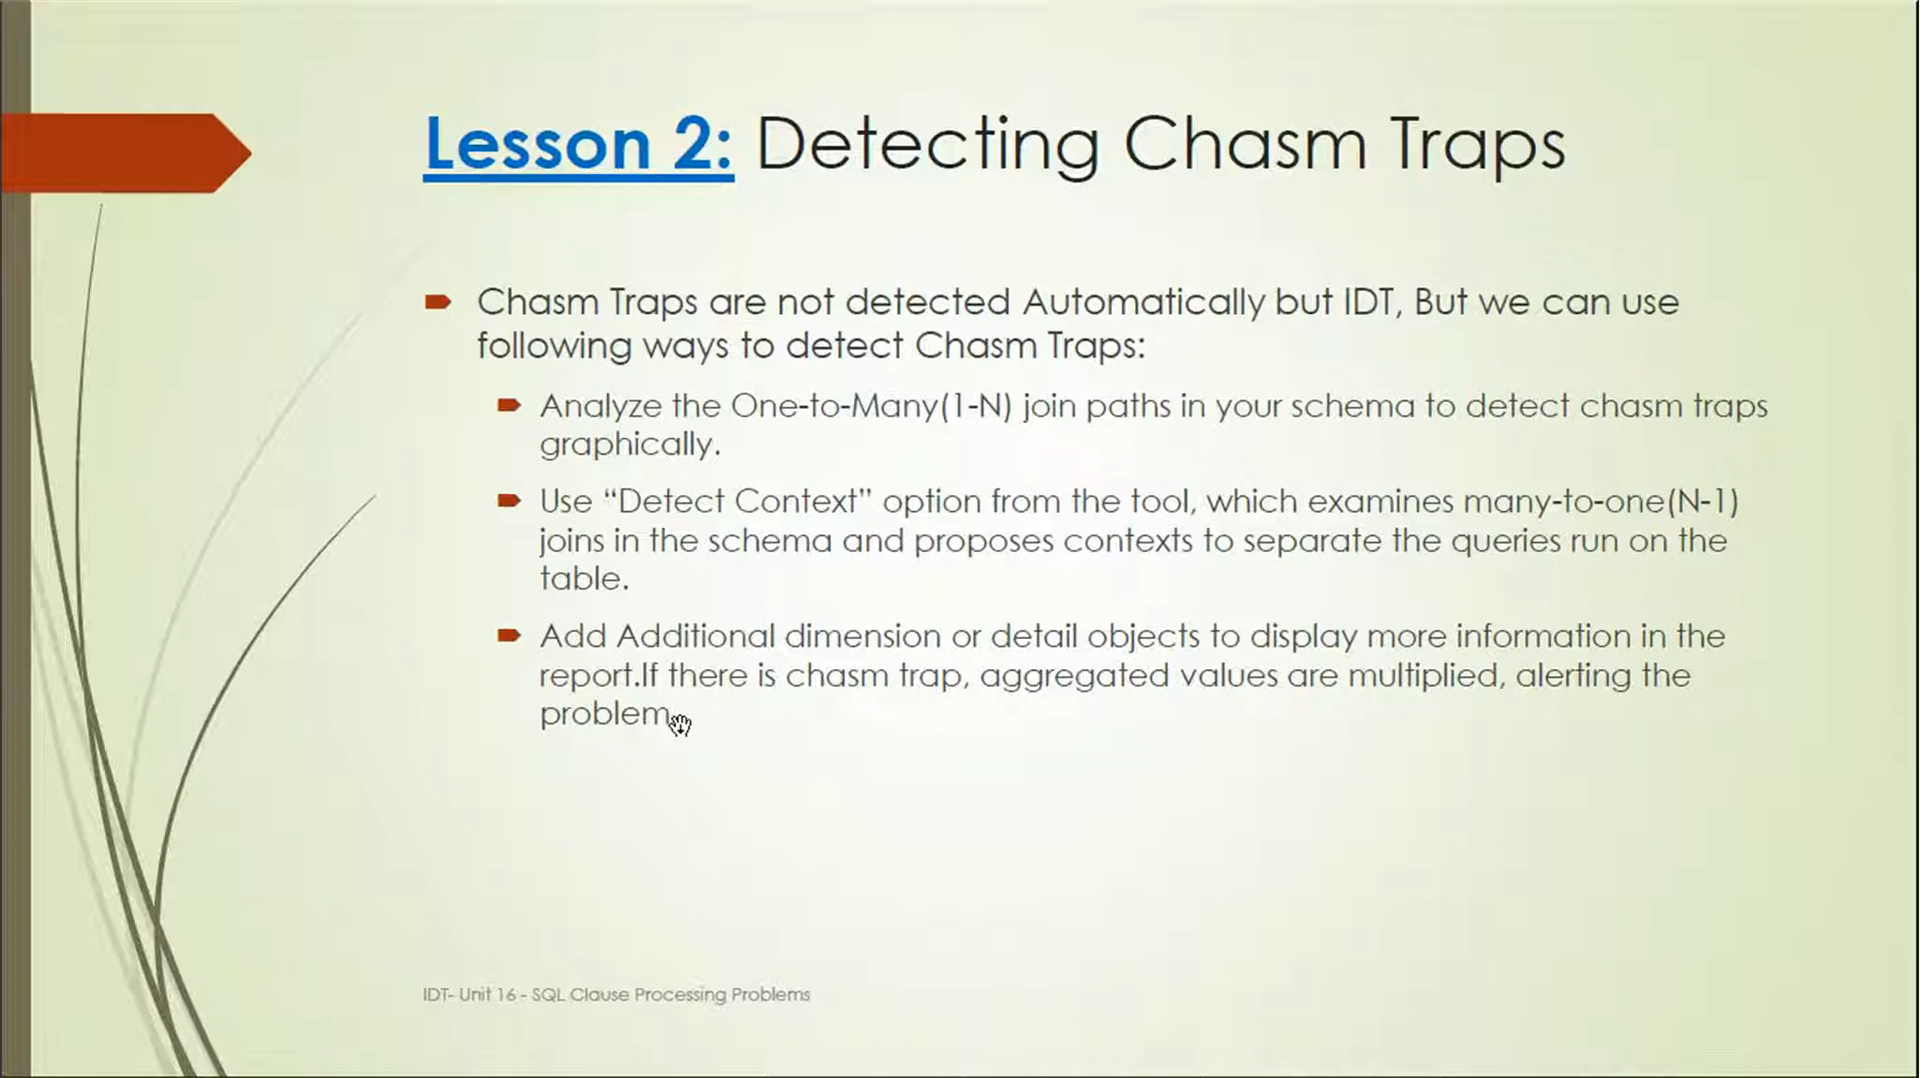 Lesson 2: Detecting Chasm Traps
Chasm Traps are not detected Automatically but IDT, But we can use
following ways to detect Chasm Traps:
Analyze the One-to-Many(1-N) join paths in your schema to detect chasm traps
graphically.
Use “Detect Context” option from the tool, which examines many-to-one(N-1)
joins in the schema and proposes contexts to separate the queries run on the
table.
Add Additional dimension or detail objects to display more information in the
report.If there is chasm trap, aggregated values are multiplied, alerting the
problem.
IDT- Unit 16 - SQL Clause Processing Problems